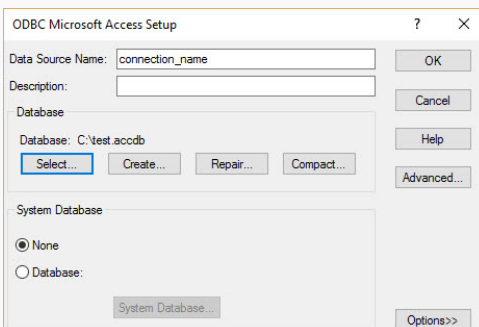 ODBC Microsoft Access Setup
?
Data Source Name: connection_name
OK
Description:
Cancel
Database
Database: C:\test.accdb
Help
Select... Create... Repair... Compact...
Advanced...
System Database
None
Database:
System Database...
Options>>